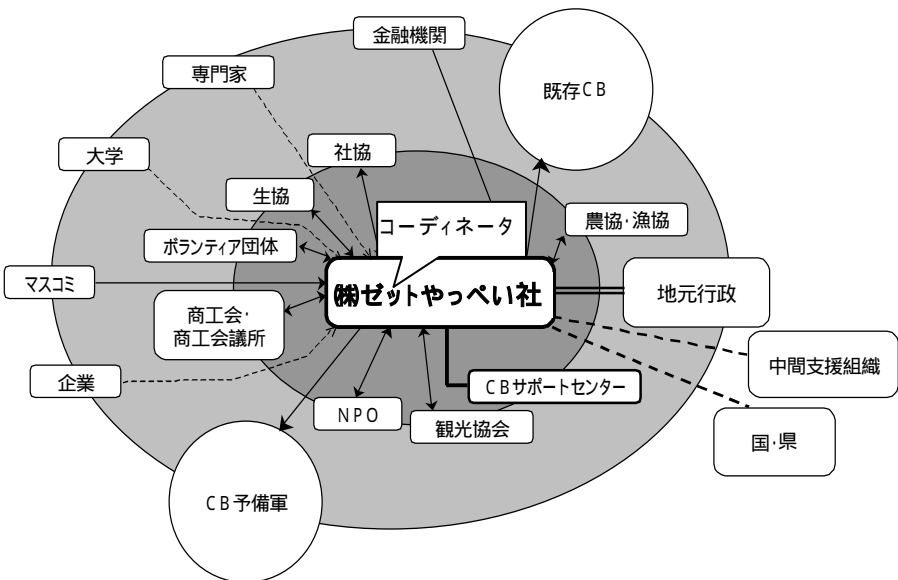 金融機関
専門家
既存CB
大学
社協
生協
コーディネータ
農協・漁協
ボランティア団体
マスコミ
㈱ゼットやっぺい社
地元行政
商工会・
商工会議所
中間支援組織
企業
CBサポートセンター
NPO
観光協会
国・県
CB予備軍